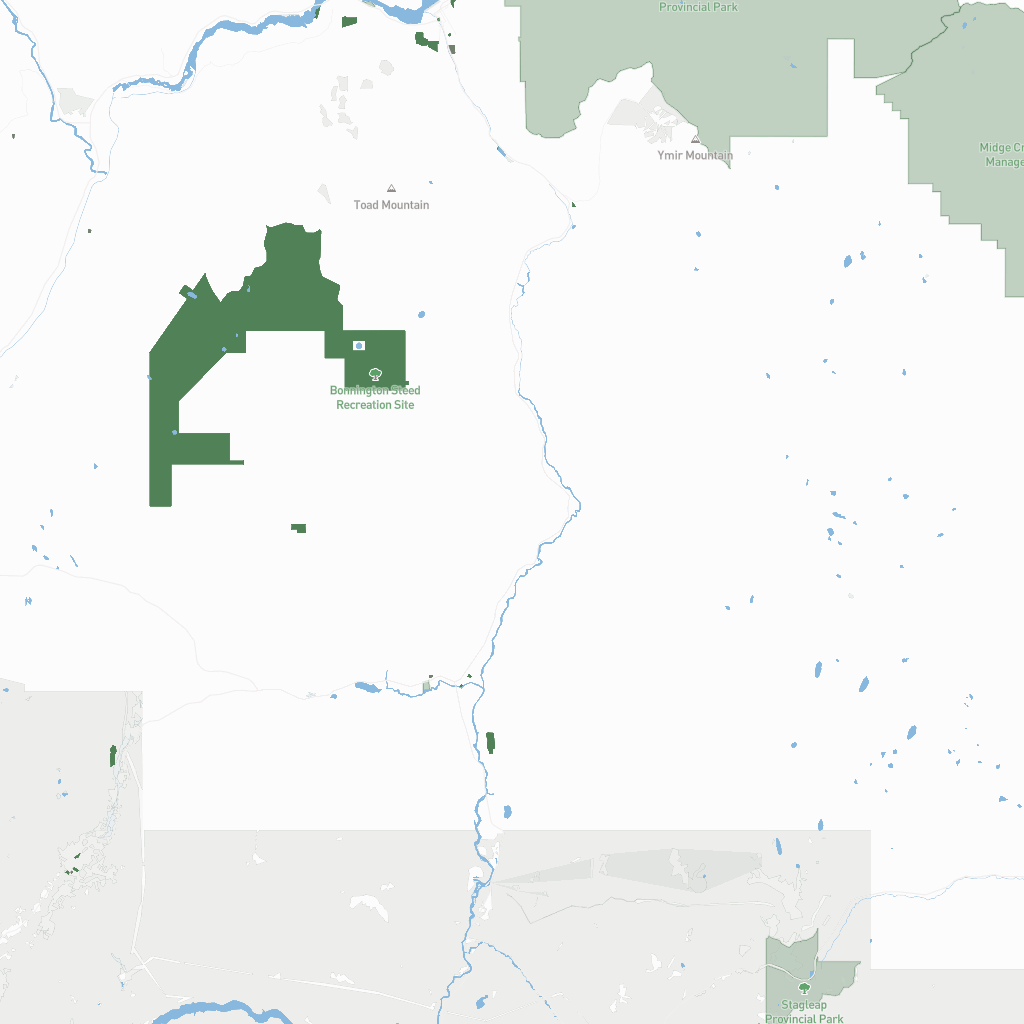 Provincial Park
Ymir Mountain
Midge Cr
Manage
Toad Mountain
Bonnington Steed
Recreation Site
Stagleap
Provincial Park